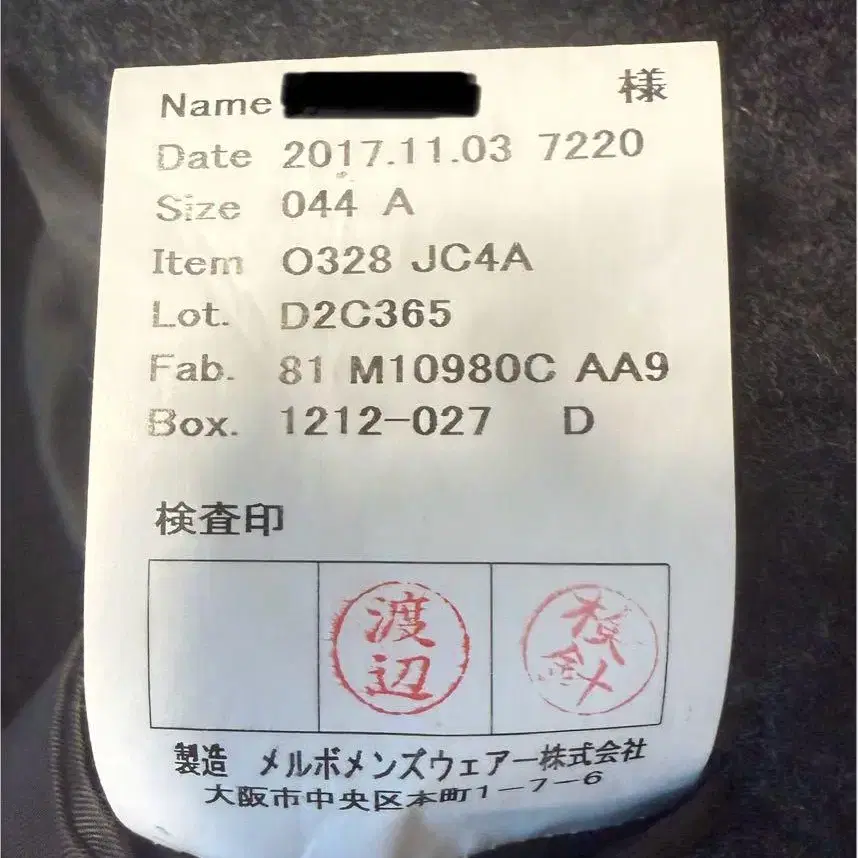 Name 様
Date 2017.11.03 7220
Size 044 A
Item O328 JC4A
Lot. D2C365
Fab. 81 M10980C AA9
Box. 1212-027 D
検査印
渡辺
検針
製造 メルボメンズウェアー株式会社
大阪市中央区本町1-7-6